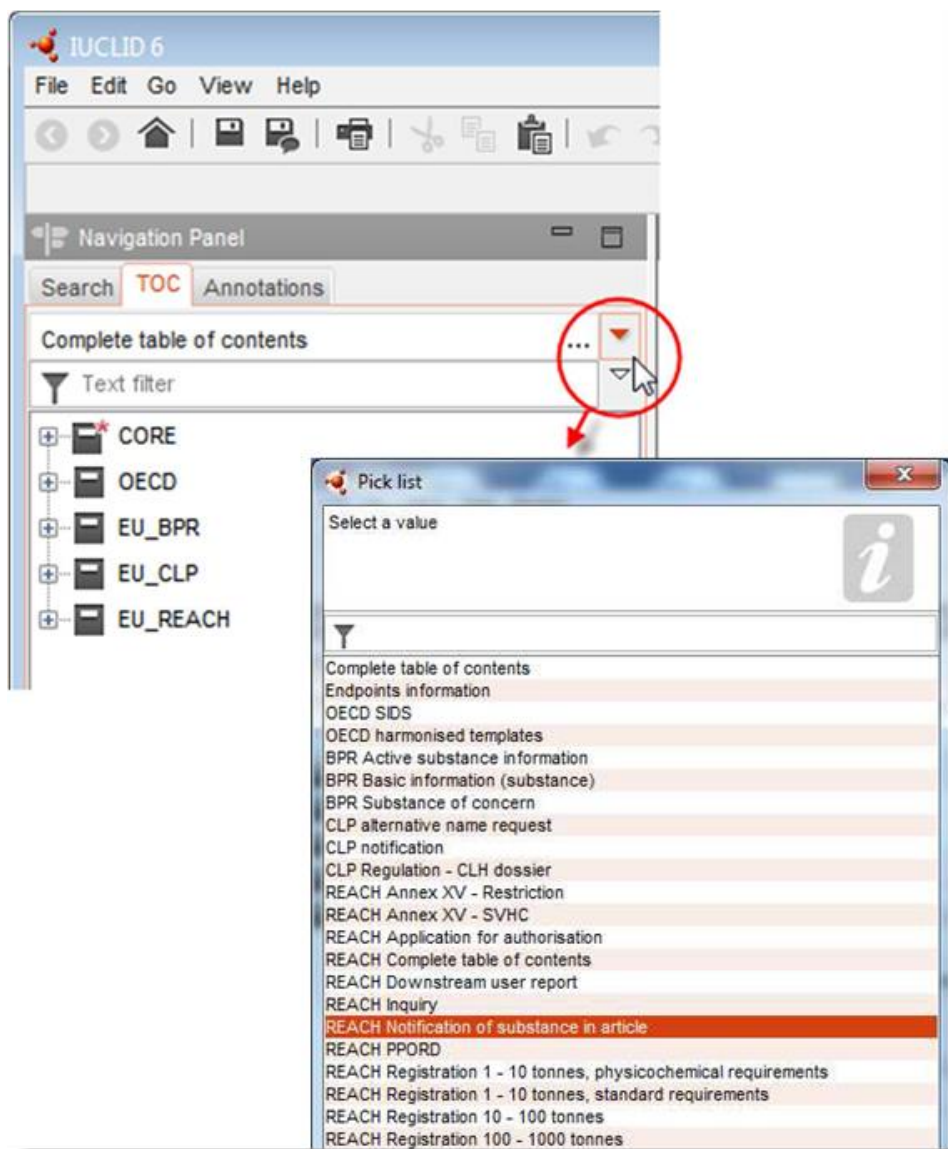 IUCLID 6
File Edit Go View Help
Navigation Panel
Search TOC Annotations
Complete table of contents ...
Text filter
CORE
OECD
EU_BPR
EU_CLP
EU_REACH
Pick list
Select a value
Complete table of contents
Endpoints information
OECD SIDS
OECD harmonised templates
BPR Active substance information
BPR Basic information (substance)
BPR Substance of concern
CLP alternative name request
CLP notification
CLP Regulation - CLH dossier
REACH Annex XV - Restriction
REACH Annex XV - SVHC
REACH Application for authorisation
REACH Complete table of contents
REACH Downstream user report
REACH Inquiry
REACH Notification of substance in article
REACH PPORD
REACH Registration 1 - 10 tonnes, physicochemical requirements
REACH Registration 1 - 10 tonnes, standard requirements
REACH Registration 10 - 100 tonnes
REACH Registration 100 - 1000 tonnes